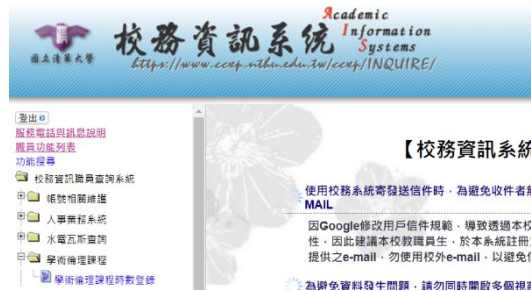 國立清華大學
校務資訊系統
Academic
Information
Systems
https://www.ccxp.nthu.edu.tw/ccxp/INQUIRE/
登出
服務電話與訊息說明
職員功能列表
功能搜尋
校務資訊職員查詢系統
帳號相關維護
人事業務系統
水電瓦斯查詢
學術倫理課程
學術倫理課程時數登錄
【校務資訊系統
使用校務系統寄發送信件時，為避免收件者無
MAIL
因Google修改用戶信件規範，導致透過本校
性，因此建議本校教職員生，於本系統註冊
提供之e-mail，勿使用校外e-mail，以避免信
為避免資料發生問題，請勿同時開啟多個視窗